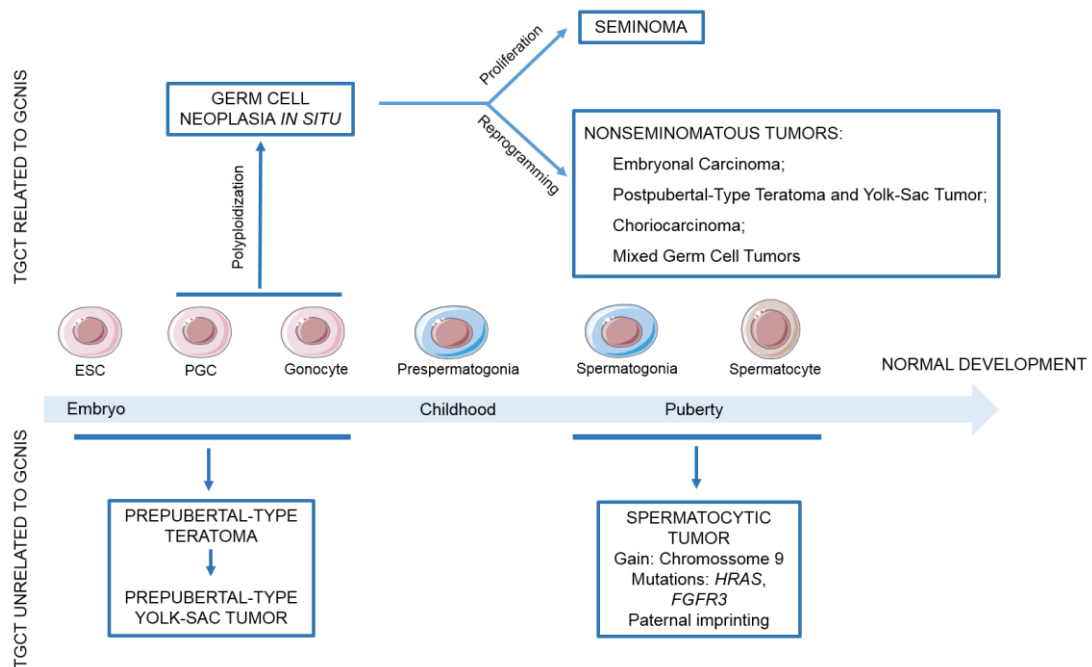 TGCT RELATED TO GCNIS
SEMINOMA
Proliferation
GERM CELL
NEOPLASIA IN SITU
Reprogramming
NONSEMINOMATOUS TUMORS:
Embryonal Carcinoma;
Postpubertal-Type Teratoma and Yolk-Sac Tumor;
Choriocarcinoma;
Mixed Germ Cell Tumors
Polyploidization
ESC
PGC
Gonocyte
Prespermatogonia
Spermatogonia
Spermatocyte
NORMAL DEVELOPMENT
Embryo
Childhood
Puberty
TGCT UNRELATED TO GCNIS
PREPUBERTAL-TYPE
TERATOMA
PREPUBERTAL-TYPE
YOLK-SAC TUMOR
SPERMATOCYTIC
TUMOR
Gain: Chromossome 9
Mutations: HRAS,
FGFR3
Paternal imprinting